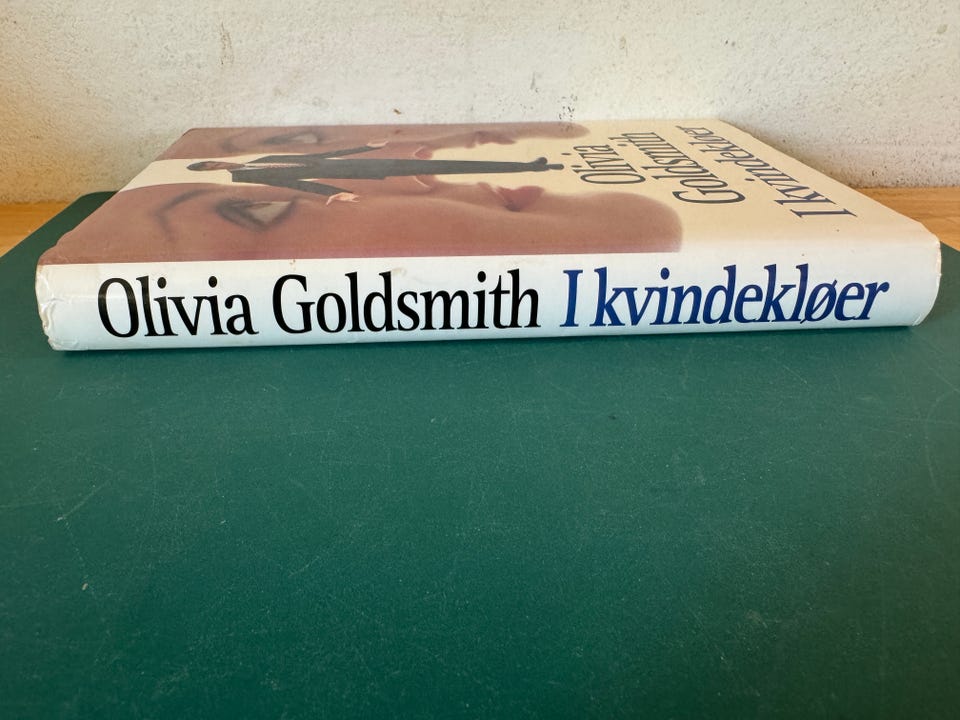 Olivia
Goldsmith
I kvindekløer
Olivia Goldsmith I kvindekløer